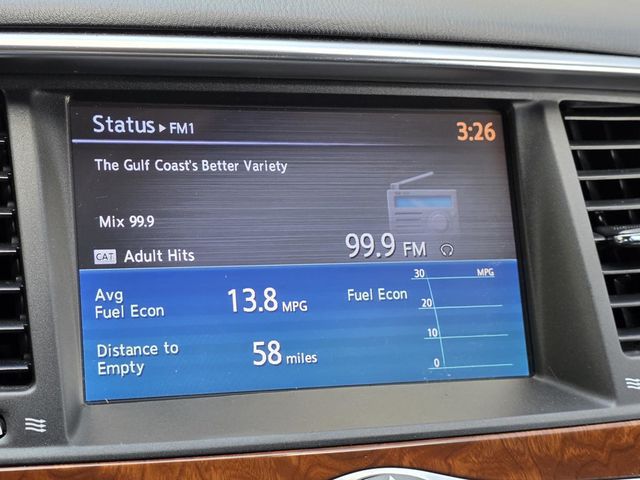 Status ▸ FM1 3:26
The Gulf Coast's Better Variety
Mix 99.9
CAT Adult Hits 99.9 FM
30 MPG
Avg
Fuel Econ 13.8 MPG Fuel Econ
20
10
Distance to
Empty 58 miles
0